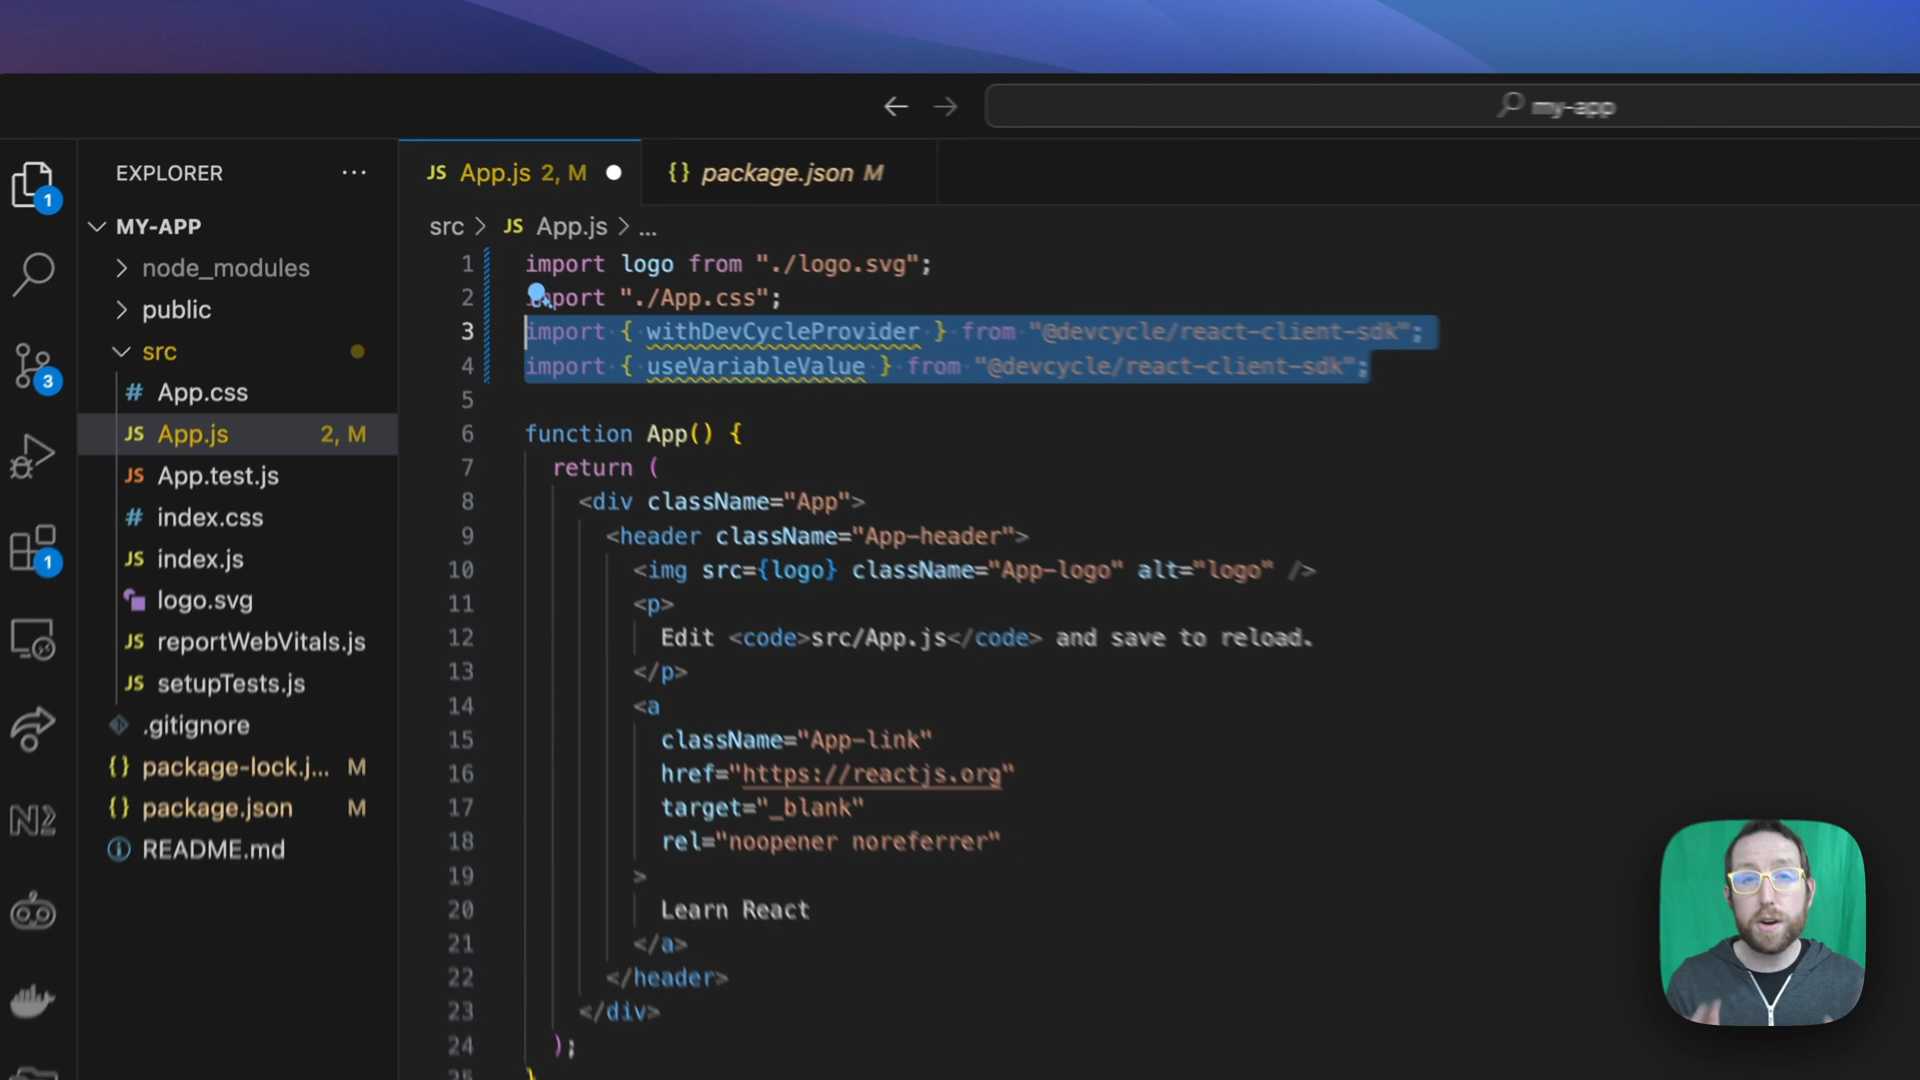 my-app
EXPLORER
MY-APP
node_modules
public
src
App.css
App.js 2, M
App.test.js
index.css
index.js
logo.svg
reportWebVitals.js
setupTests.js
.gitignore
package-lock.j... M
package.json M
README.md
1
3
1
JS App.js 2, M
{} package.json M
src > JS App.js > ...
1 import logo from "./logo.svg";
2 import "./App.css";
3 import { withDevCycleProvider } from "@devcycle/react-client-sdk";
4 import { useVariableValue } from "@devcycle/react-client-sdk";
5
6 function App() {
7 return (
8 <div className="App">
9 <header className="App-header">
10 <img src={logo} className="App-logo" alt="logo" />
11 <p>
12 Edit <code>src/App.js</code> and save to reload.
13 </p>
14 <a
15 className="App-link"
16 href="https://reactjs.org"
17 target="_blank"
18 rel="noopener noreferrer"
19 >
20 Learn React
21 </a>
22 </header>
23 </div>
24 );
25 }